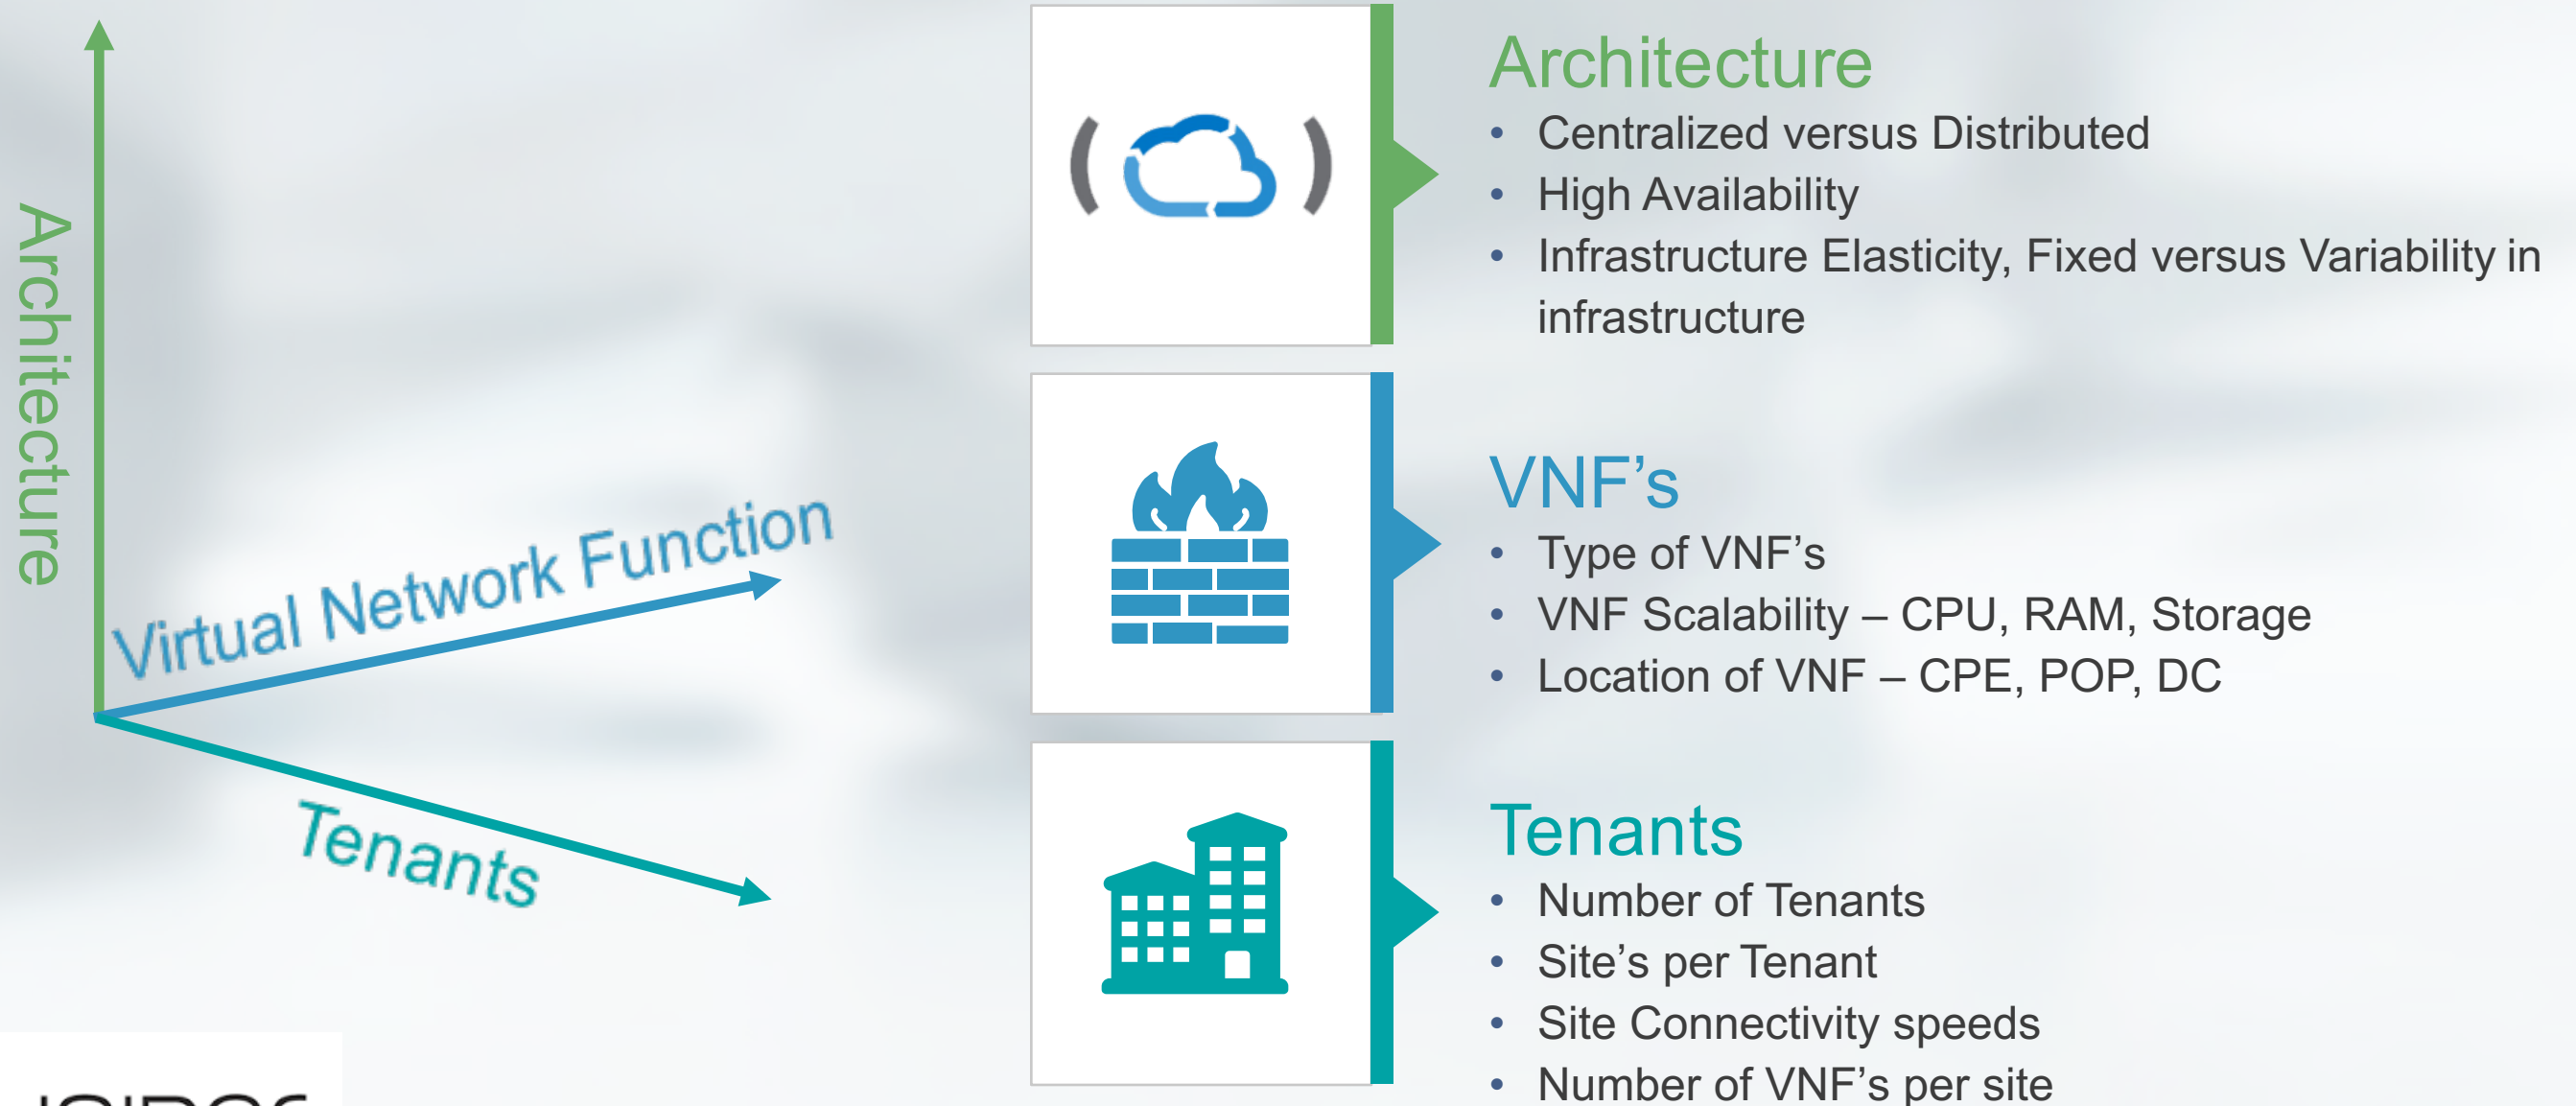 Architecture
Virtual Network Function
Tenants
Architecture
• Centralized versus Distributed
• High Availability
• Infrastructure Elasticity, Fixed versus Variability in
infrastructure
VNF’s
• Type of VNF’s
• VNF Scalability – CPU, RAM, Storage
• Location of VNF – CPE, POP, DC
Tenants
• Number of Tenants
• Site’s per Tenant
• Site Connectivity speeds
• Number of VNF’s per site